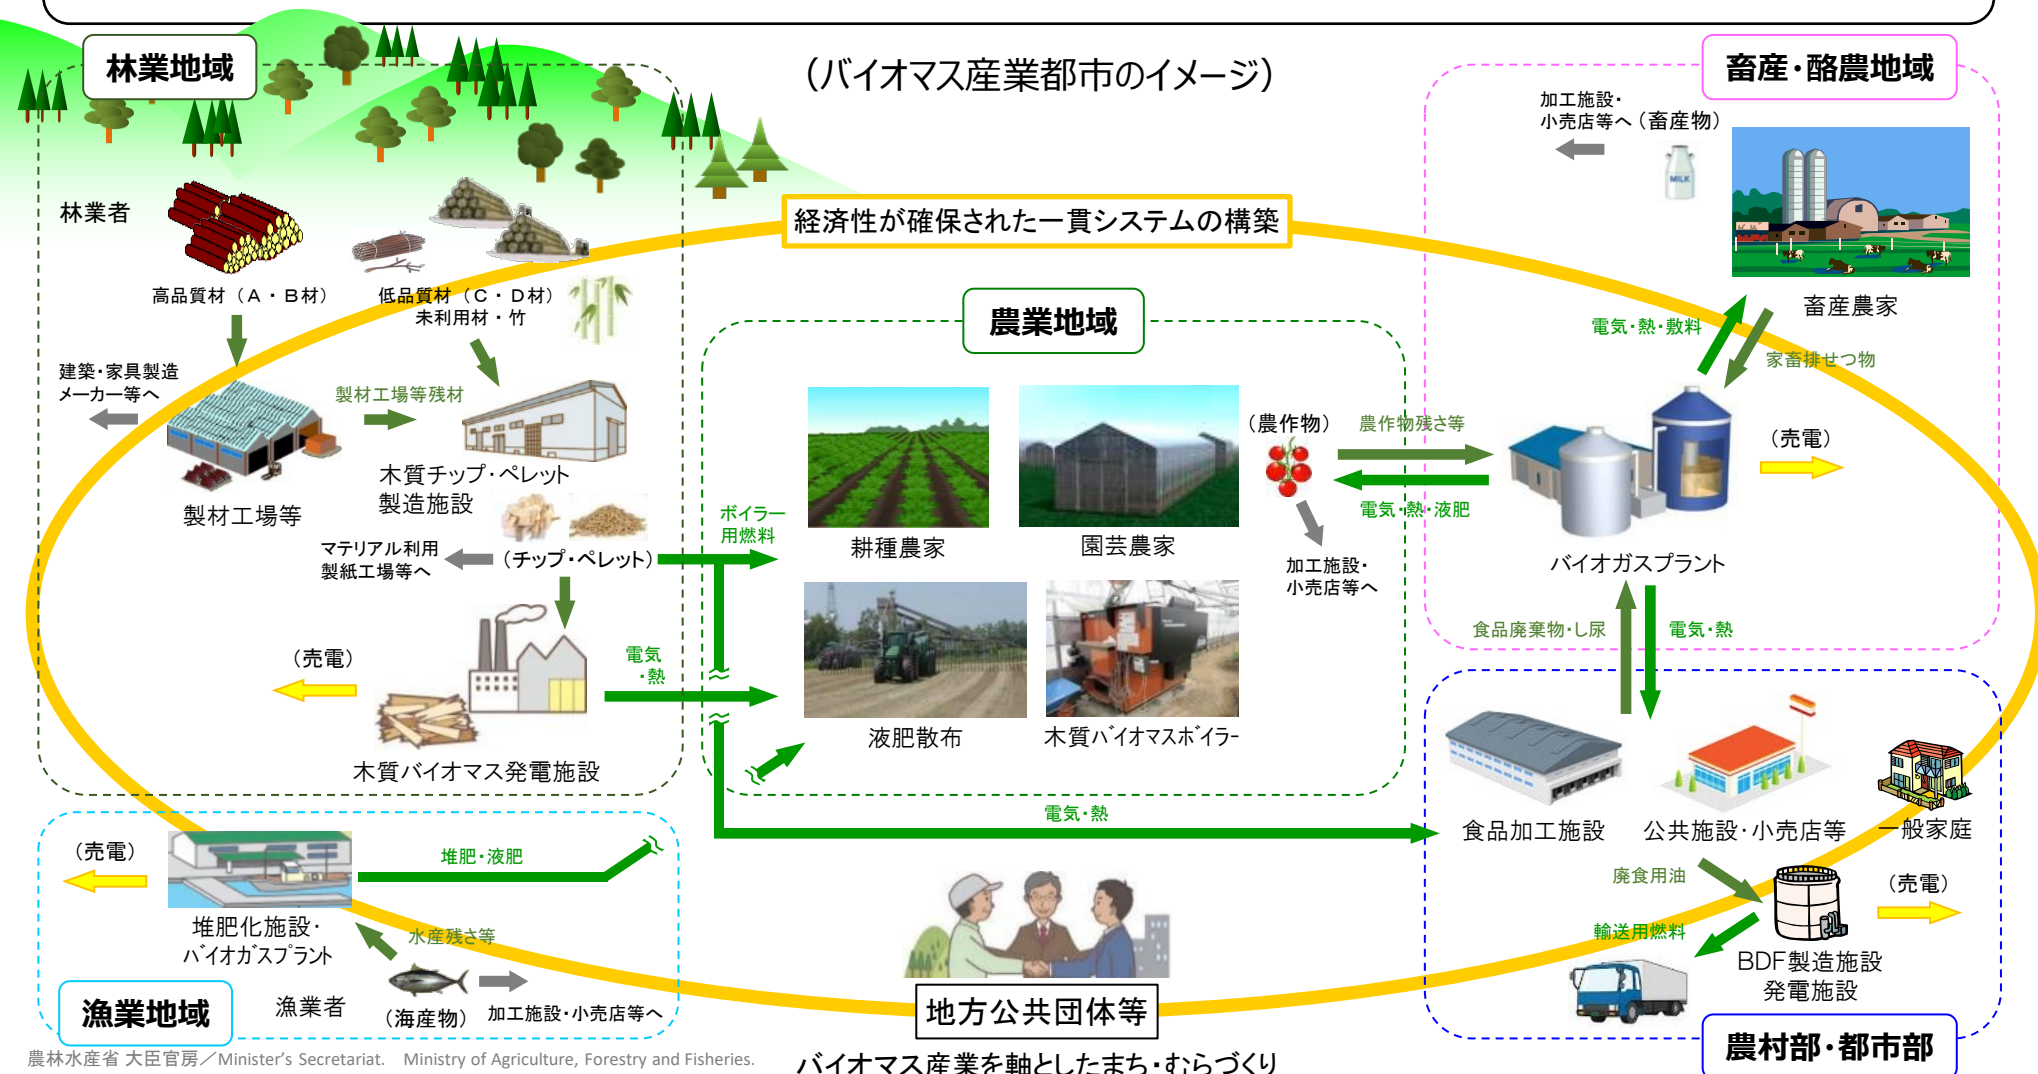 （バイオマス産業都市のイメージ）
林業地域
林業者
高品質材（Ａ・Ｂ材）
低品質材（Ｃ・Ｄ材）
未利用材・竹
建築・家具製造
メーカー等へ
製材工場等残材
製材工場等
木質チップ・ペレット
製造施設
マテリアル利用
製紙工場等へ
（チップ・ペレット）
ボイラー
用燃料
（売電）
電気
・熱
木質バイオマス発電施設
経済性が確保された一貫システムの構築
農業地域
耕種農家
園芸農家
液肥散布
木質バイオマスボイラー
（農作物）
加工施設・
小売店等へ
農作物残さ等
電気・熱・液肥
畜産・酪農地域
加工施設・
小売店等へ（畜産物）
MILK
畜産農家
電気・熱・敷料
家畜排せつ物
（売電）
バイオガスプラント
食品廃棄物・し尿
電気・熱
電気・熱
食品加工施設
公共施設・小売店等
一般家庭
廃食用油
（売電）
輸送用燃料
BDF製造施設
発電施設
農村部・都市部
（売電）
堆肥・液肥
堆肥化施設・
バイオガスプラント
水産残さ等
漁業地域
漁業者
（海産物）
加工施設・小売店等へ
地方公共団体等
バイオマス産業を軸としたまち・むらづくり
農林水産省 大臣官房／Minister's Secretariat. Ministry of Agriculture, Forestry and Fisheries.